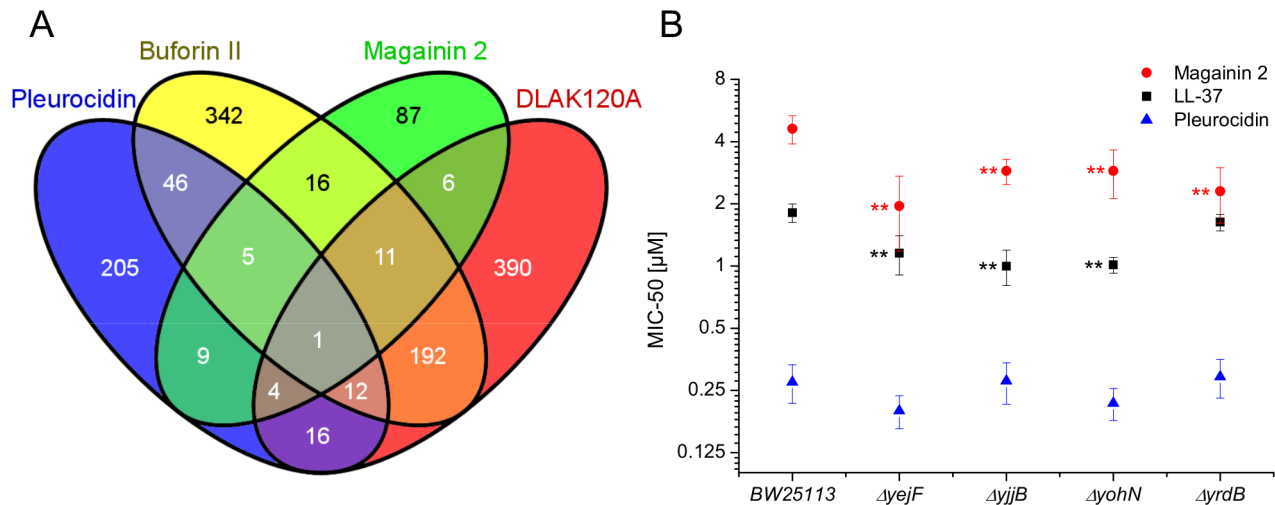 A
Buforin II
Magainin 2
Pleurocidin
DLAK120A
342
87
46
16
6
205
5
11
390
9
1
192
4
12
16
B
MIC-50 [µM]
8
4
2
1
0.5
0.25
0.125
Magainin 2
LL-37
Pleurocidin
**
**
**
**
**
**
**
BW25113
ΔyejF
ΔyjjB
ΔyohN
ΔyrdB